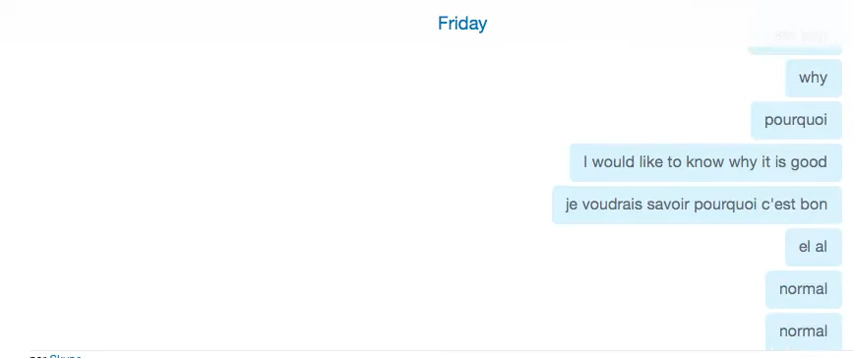 Friday
why
pourquoi
I would like to know why it is good
je voudrais savoir pourquoi c'est bon
el al
normal
normal